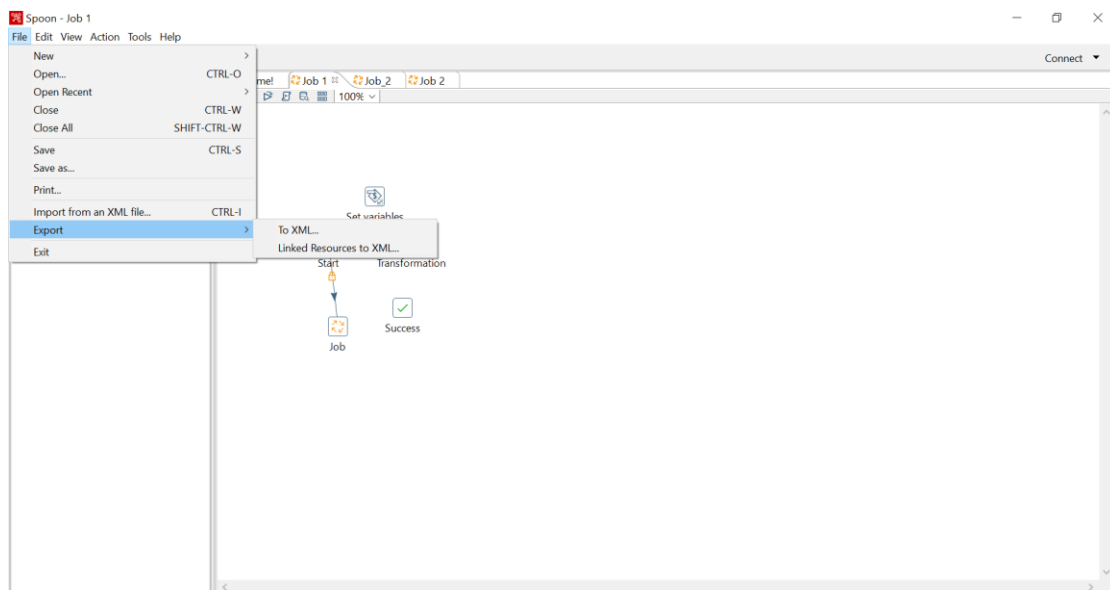 Spoon - Job 1
File Edit View Action Tools Help
New
Connect
Open... CTRL-O
me! Job 1 Job_2 Job 2
Open Recent
100%
Close CTRL-W
Close All SHIFT-CTRL-W
Save CTRL-S
Save as...
Print...
Import from an XML file... CTRL-I
Set variables
Export
To XML...
Linked Resources to XML...
Exit
Start Transformation
Success
Job